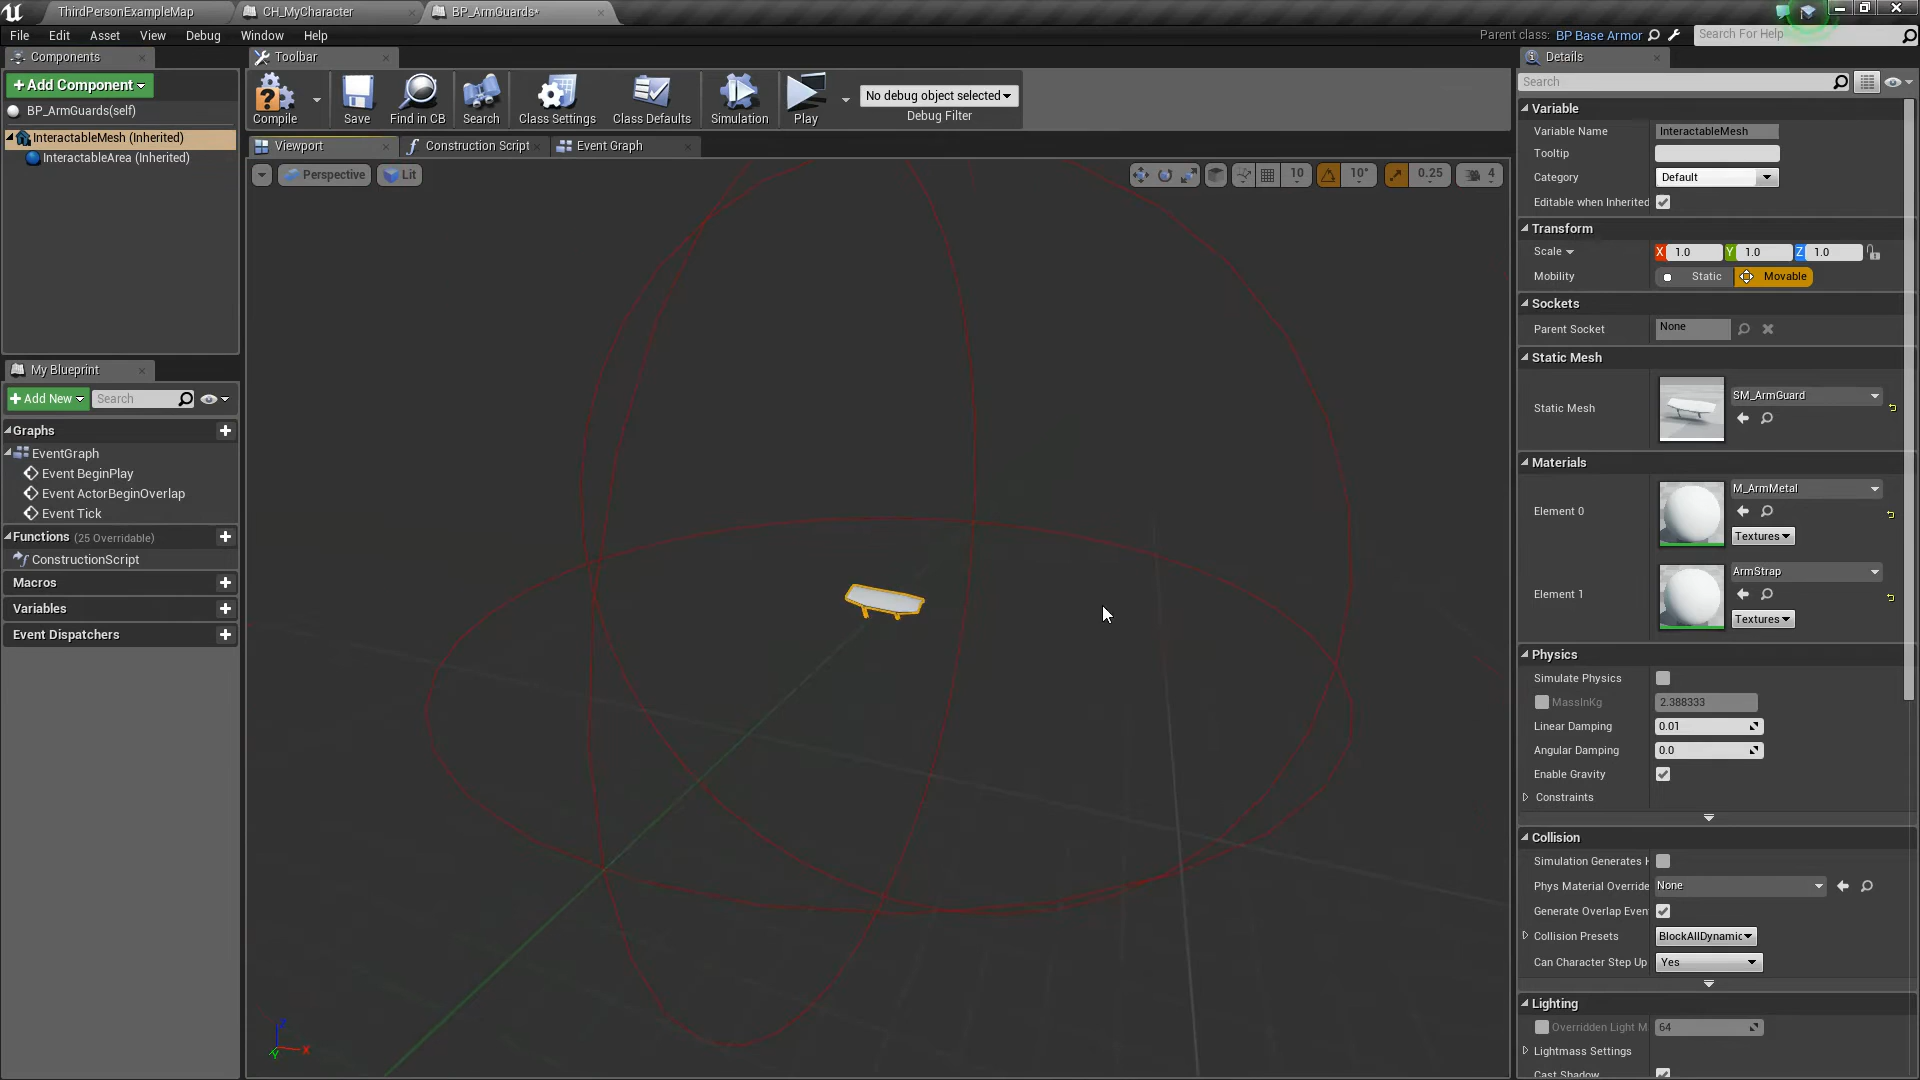 ThirdPersonExampleMap
CH_MyCharacter
BP_ArmGuards*
File Edit Asset View Debug Window Help
Parent class: BP Base Armor
Search For Help
Components
+ Add Component
BP_ArmGuards(self)
InteractableMesh (Inherited)
InteractableArea (Inherited)
My Blueprint
+ Add New
Search
Graphs
EventGraph
Event BeginPlay
Event ActorBeginOverlap
Event Tick
Functions (25 Overridable)
ConstructionScript
Macros
Variables
Event Dispatchers
Toolbar
Compile
Save
Find in CB
Search
Class Settings
Class Defaults
Simulation
Play
No debug object selected
Debug Filter
Viewport
Construction Script
Event Graph
Perspective
Lit
10
10°
0.25
4
Z
X
Y
Details
Search
Variable
Variable Name InteractableMesh
Tooltip
Category Default
Editable when Inherited
Transform
Scale X 1.0 Y 1.0 Z 1.0
Mobility Static Movable
Sockets
Parent Socket None
Static Mesh
Static Mesh SM_ArmGuard
Materials
Element 0 M_ArmMetal
Textures
Element 1 ArmStrap
Textures
Physics
Simulate Physics
MassInKg 2.388333
Linear Damping 0.01
Angular Damping 0.0
Enable Gravity
Constraints
Collision
Simulation Generates H
Phys Material Override None
Generate Overlap Even
Collision Presets BlockAllDynamic
Can Character Step Up Yes
Lighting
Overridden Light M 64
Lightmass Settings
Cast Shadow